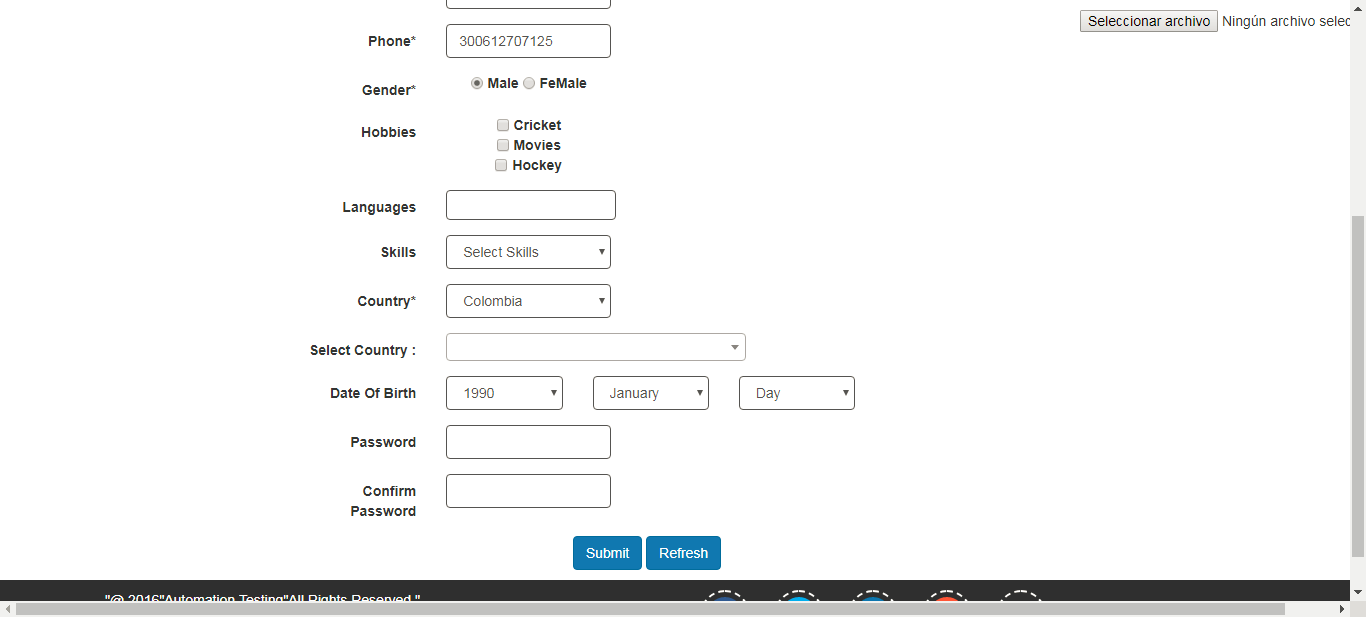 Seleccionar archivo Ningún archivo selec
Phone* 300612707125
Gender* Male FeMale
Hobbies Cricket
Movies
Hockey
Languages
Skills Select Skills
Country* Colombia
Select Country :
Date Of Birth 1990 January Day
Password
Confirm
Password
Submit Refresh
"@ 2016"Automation Testing"All Rights Reserved."